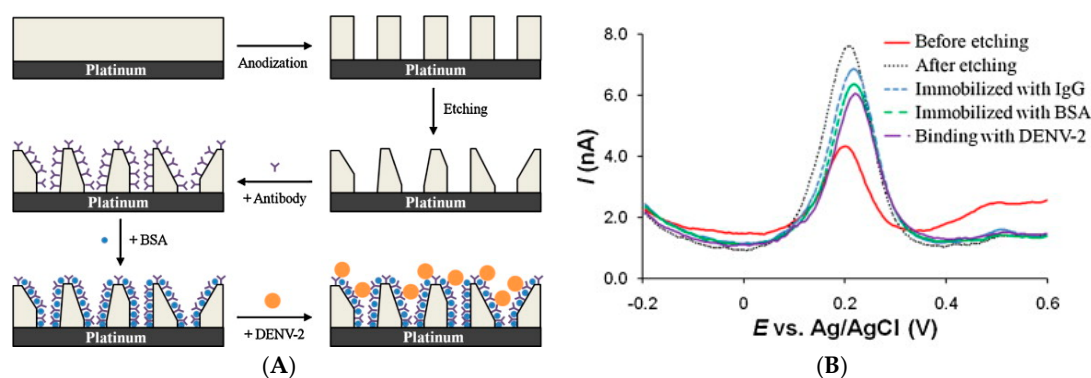 Platinum
Anodization
Platinum
Etching
Platinum
+ Antibody
Platinum
+ BSA
Platinum
+ DENV-2
Platinum
(A)
8.0
6.0
4.0
2.0
0.0
I (nA)
Before etching
After etching
Immobilized with IgG
Immobilized with BSA
Binding with DENV-2
-0.2
0
0.2
0.4
0.6
E vs. Ag/AgCl (V)
(B)